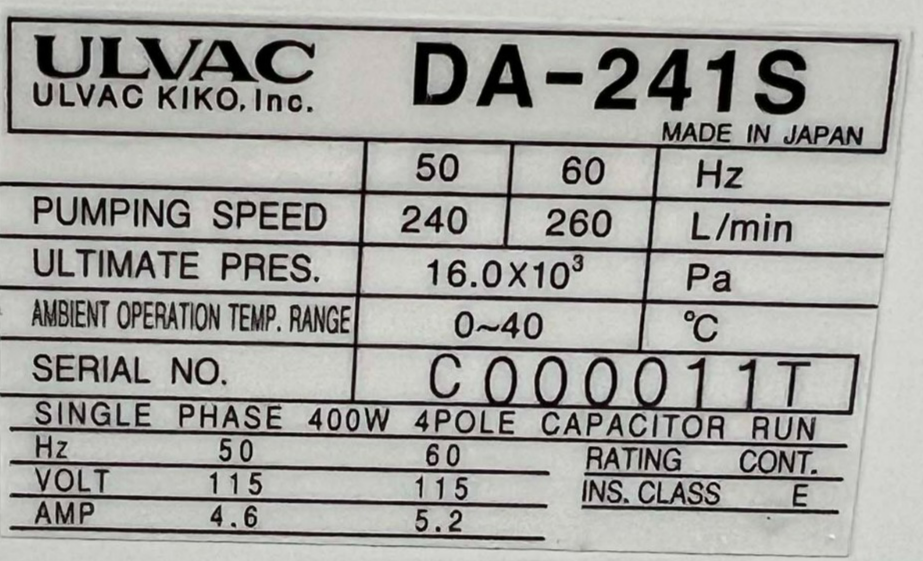 ULVAC
ULVAC KIKO, Inc.
DA-241S
MADE IN JAPAN
50 60 Hz
PUMPING SPEED 240 260 L/min
ULTIMATE PRES. 16.0X10³ Pa
AMBIENT OPERATION TEMP. RANGE 0~40 °C
SERIAL NO. C000011T
SINGLE PHASE 400W 4POLE CAPACITOR RUN
Hz 50 60 RATING CONT.
VOLT 115 115 INS. CLASS E
AMP 4.6 5.2